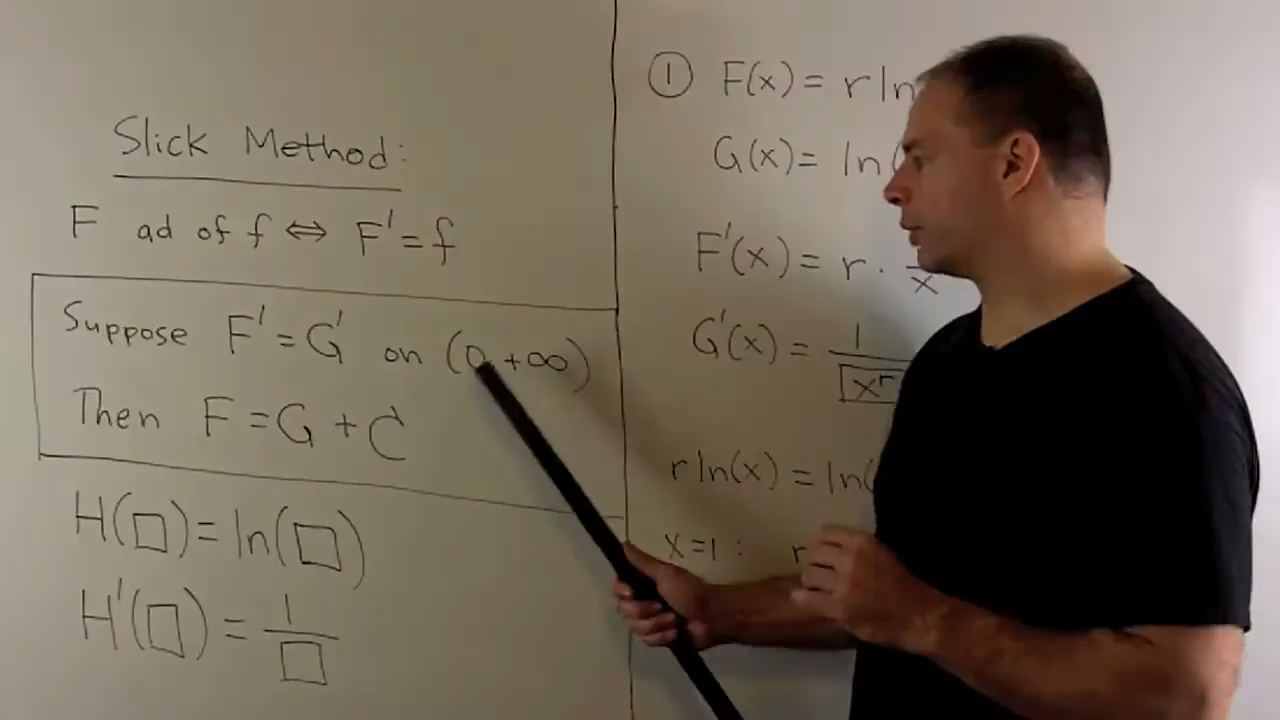 Slick Method:
F ad of f ⇔ F' = f
Suppose F' = G' on (0, +∞)
Then F = G + C
H(□) = ln(□)
H'(□) = 1/□
① F(x) = r ln
G(x) = ln(
F'(x) = r · 1/x
G'(x) = 1/x^r
r ln(x) = ln(
x=1: r